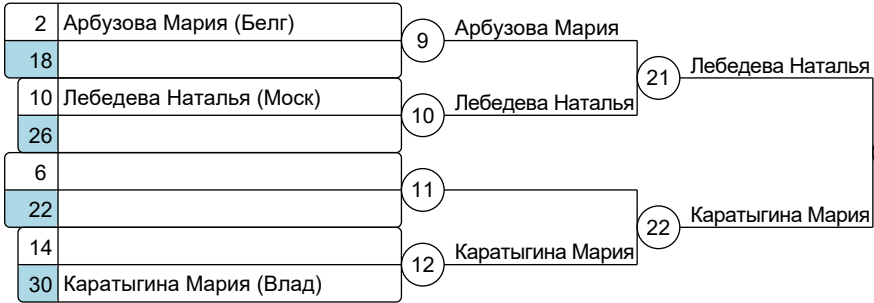 2 Арбузова Мария (Белг)
9 Арбузова Мария
18
21 Лебедева Наталья
10 Лебедева Наталья (Моск)
10 Лебедева Наталья
26
6
11
22
22 Каратыгина Мария
14
12 Каратыгина Мария
30 Каратыгина Мария (Влад)